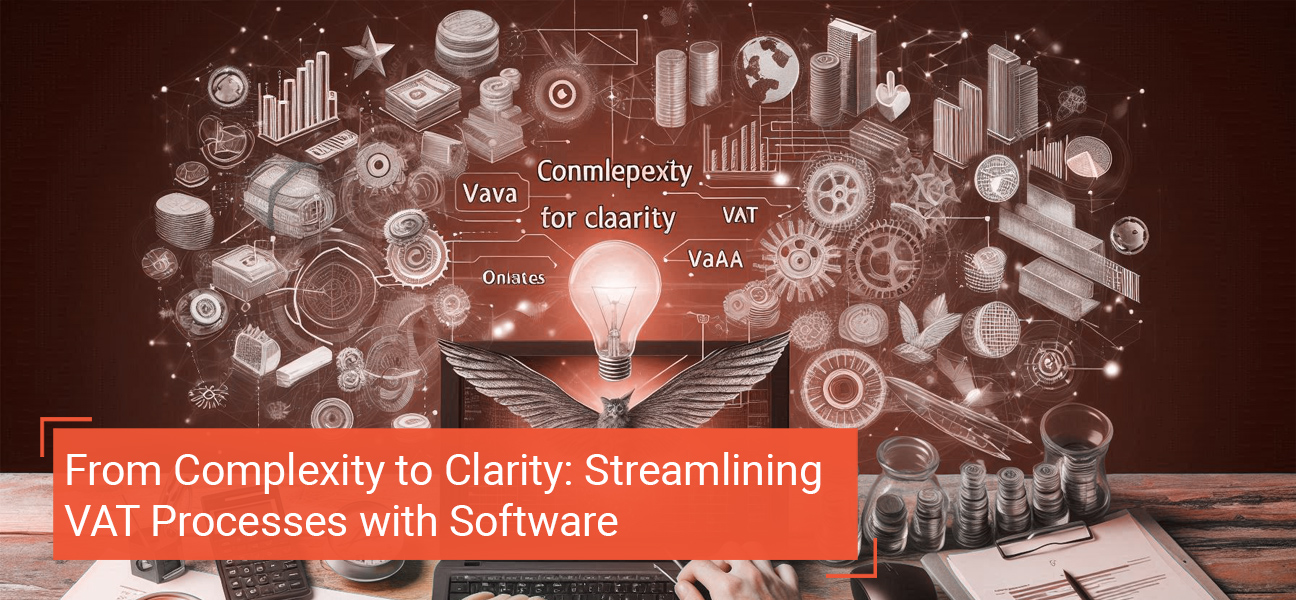 Conmlepexty
Vava
for claarity
VAT
VaAA
Oniates
From Complexity to Clarity: Streamlining
VAT Processes with Software